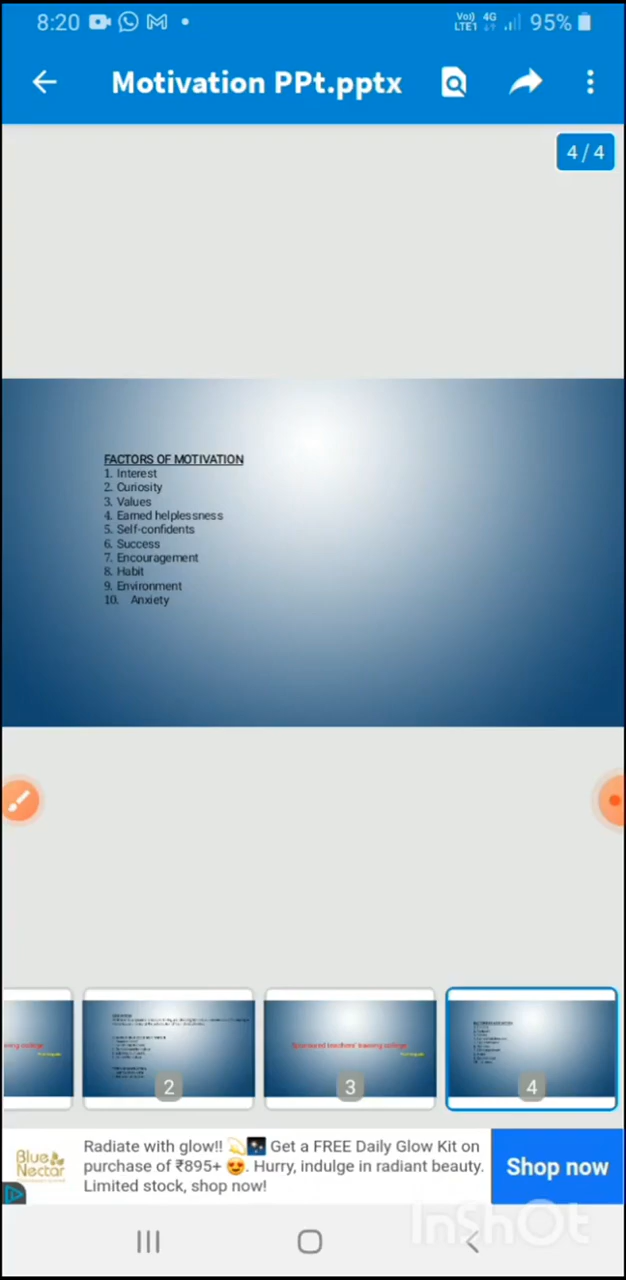 8:20
Vo)) 4G
LTE1
95%
Motivation PPt.pptx
4 / 4
FACTORS OF MOTIVATION
1. Interest
2. Curiosity
3. Values
4. Earned helplessness
5. Self-confidents
6. Success
7. Encouragement
8. Habit
9. Environment
10. Anxiety
2
3
4
Blue
Nectar
Radiate with glow!! 💫🌌 Get a FREE Daily Glow Kit on
purchase of ₹895+ 😍. Hurry, indulge in radiant beauty.
Limited stock, shop now!
Shop now
InShOt